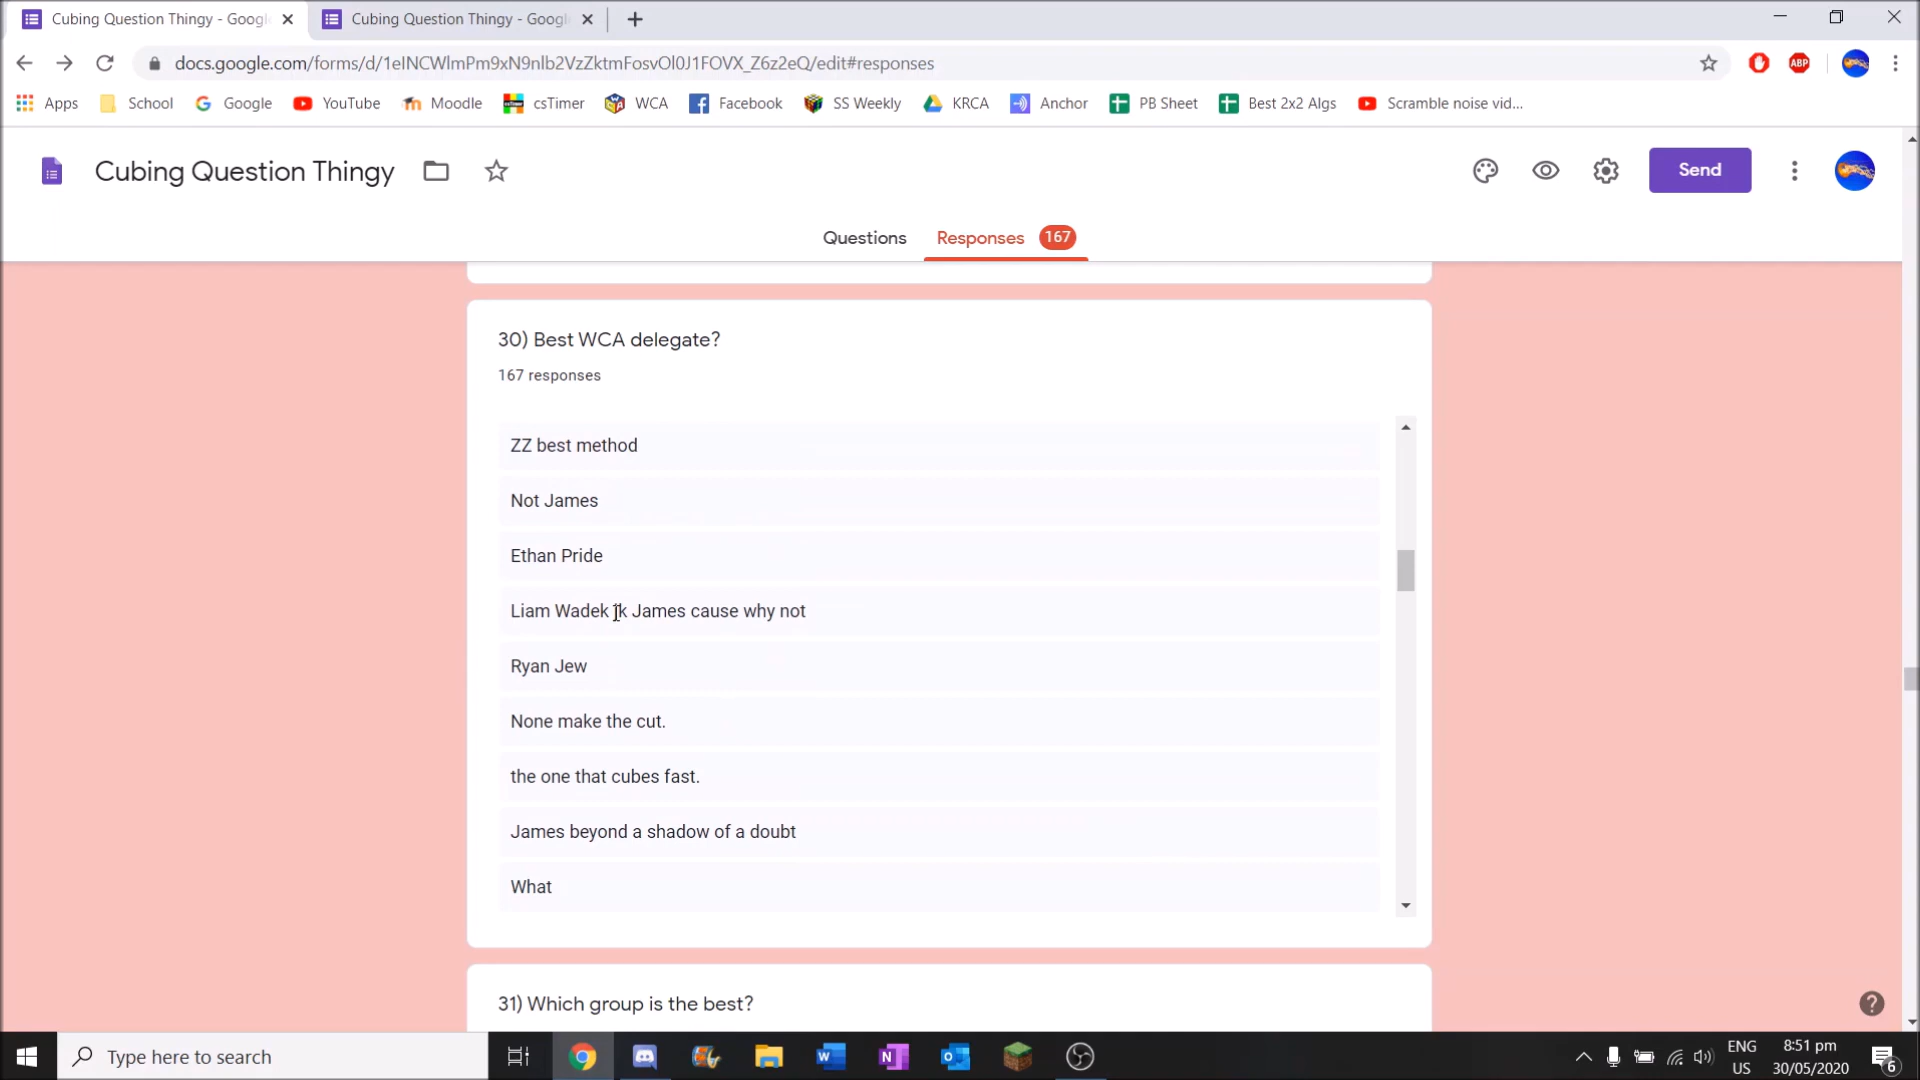 Cubing Question Thingy - Googl
Cubing Question Thingy - Googl
docs.google.com/forms/d/1eINCWlmPm9xN9nlb2VzZktmFosvOl0J1FOVX_Z6z2eQ/edit#responses
ABP
Apps School Google YouTube Moodle csTimer WCA Facebook SS Weekly KRCA Anchor PB Sheet Best 2x2 Algs Scramble noise vid...
Cubing Question Thingy
Send
Questions Responses 167
30) Best WCA delegate?
167 responses
ZZ best method
Not James
Ethan Pride
Liam Wadek jk James cause why not
Ryan Jew
None make the cut.
the one that cubes fast.
James beyond a shadow of a doubt
What
31) Which group is the best?
Type here to search
ENG
US
8:51 pm
30/05/2020
6